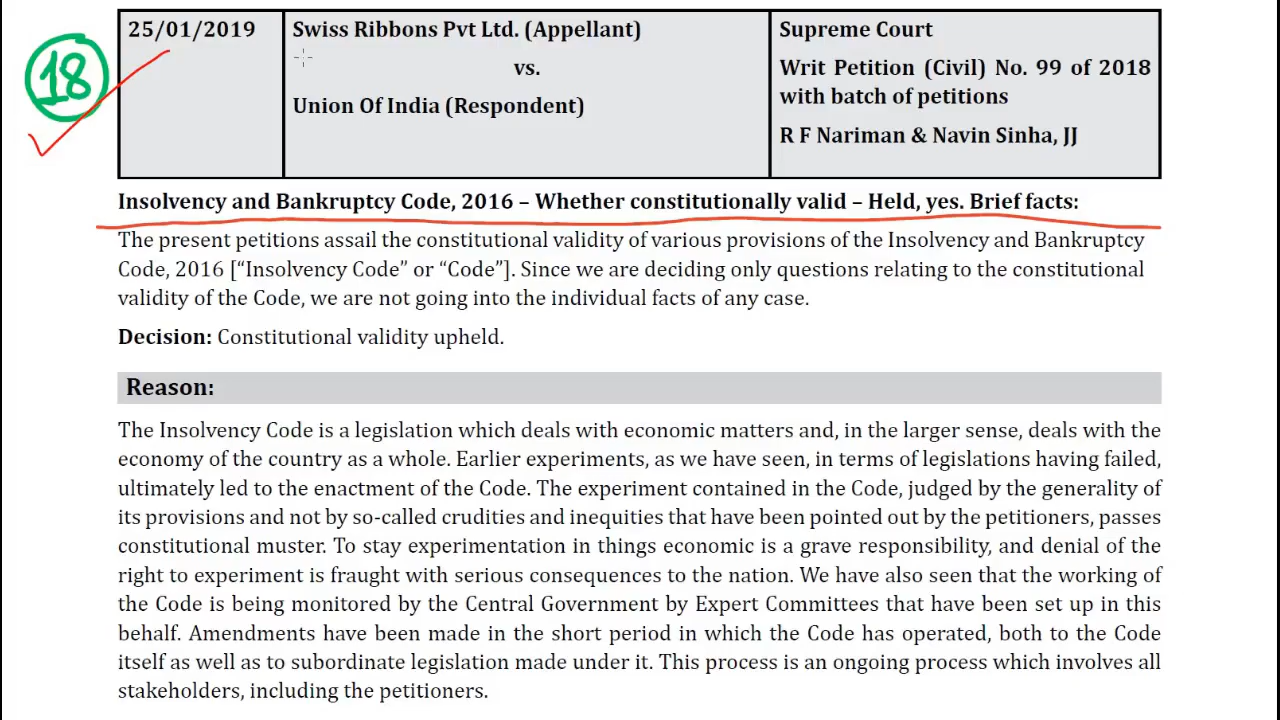 18
25/01/2019
Swiss Ribbons Pvt Ltd. (Appellant)
vs.
Union Of India (Respondent)
Supreme Court
Writ Petition (Civil) No. 99 of 2018
with batch of petitions
R F Nariman & Navin Sinha, JJ
Insolvency and Bankruptcy Code, 2016 – Whether constitutionally valid – Held, yes. Brief facts:
The present petitions assail the constitutional validity of various provisions of the Insolvency and Bankruptcy
Code, 2016 [“Insolvency Code” or “Code”]. Since we are deciding only questions relating to the constitutional
validity of the Code, we are not going into the individual facts of any case.
Decision: Constitutional validity upheld.
Reason:
The Insolvency Code is a legislation which deals with economic matters and, in the larger sense, deals with the
economy of the country as a whole. Earlier experiments, as we have seen, in terms of legislations having failed,
ultimately led to the enactment of the Code. The experiment contained in the Code, judged by the generality of
its provisions and not by so-called crudities and inequities that have been pointed out by the petitioners, passes
constitutional muster. To stay experimentation in things economic is a grave responsibility, and denial of the
right to experiment is fraught with serious consequences to the nation. We have also seen that the working of
the Code is being monitored by the Central Government by Expert Committees that have been set up in this
behalf. Amendments have been made in the short period in which the Code has operated, both to the Code
itself as well as to subordinate legislation made under it. This process is an ongoing process which involves all
stakeholders, including the petitioners.